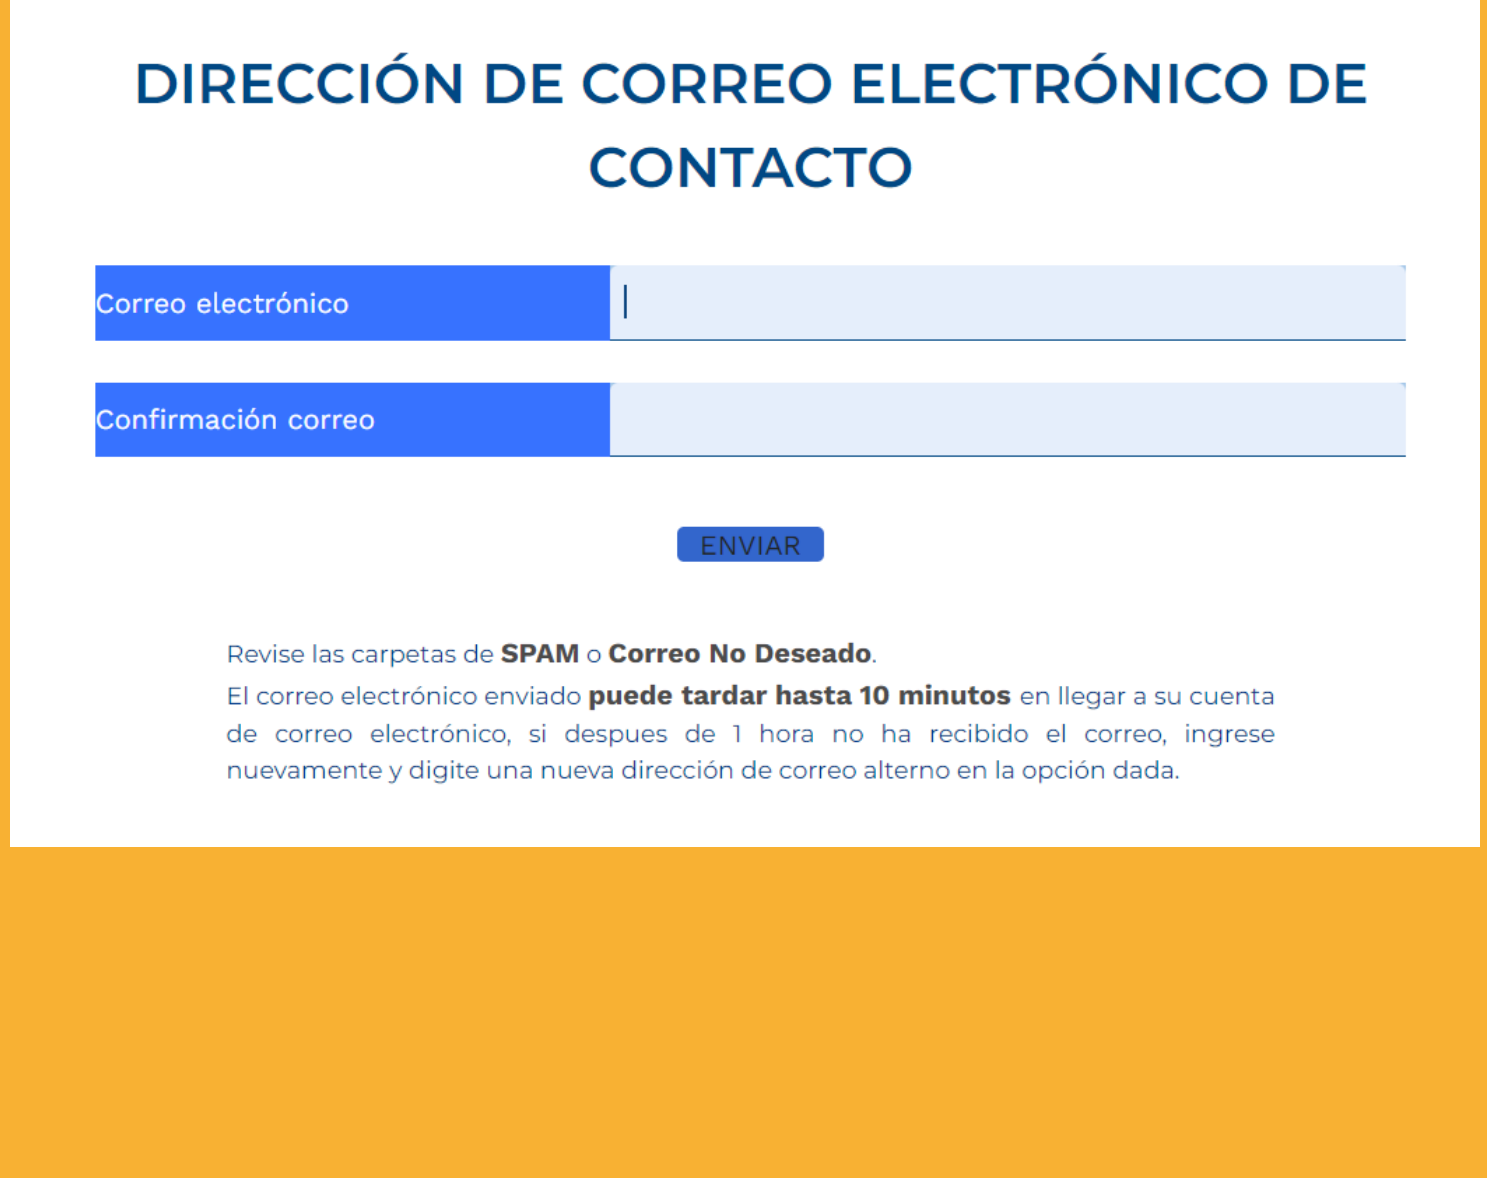 DIRECCIÓN DE CORREO ELECTRÓNICO DE
CONTACTO
Correo electrónico
Confirmación correo
ENVIAR
Revise las carpetas de SPAM o Correo No Deseado.
El correo electrónico enviado puede tardar hasta 10 minutos en llegar a su cuenta
de correo electrónico, si despues de 1 hora no ha recibido el correo, ingrese
nuevamente y digite una nueva dirección de correo alterno en la opción dada.